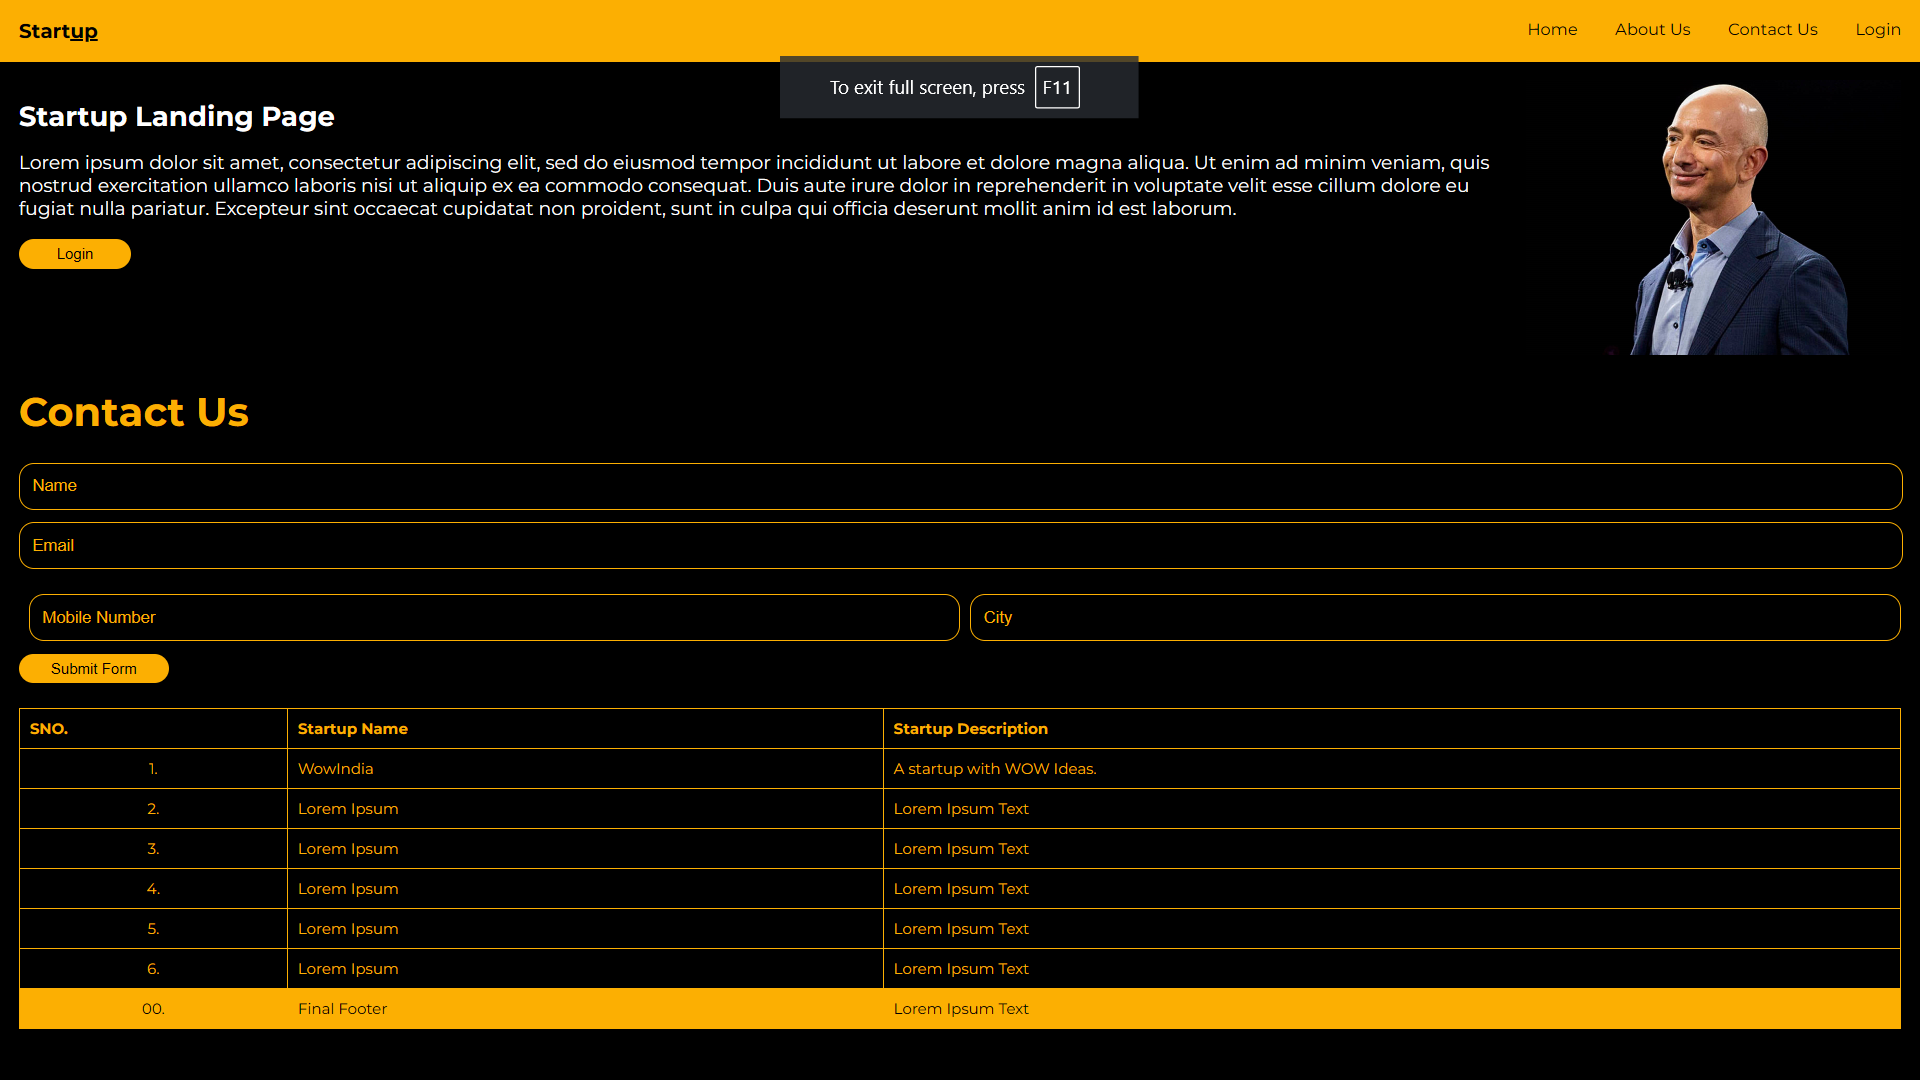 Startup
Home About Us Contact Us Login
To exit full screen, press F11
Startup Landing Page
Lorem ipsum dolor sit amet, consectetur adipiscing elit, sed do eiusmod tempor incididunt ut labore et dolore magna aliqua. Ut enim ad minim veniam, quis
nostrud exercitation ullamco laboris nisi ut aliquip ex ea commodo consequat. Duis aute irure dolor in reprehenderit in voluptate velit esse cillum dolore eu
fugiat nulla pariatur. Excepteur sint occaecat cupidatat non proident, sunt in culpa qui officia deserunt mollit anim id est laborum.
Login
Contact Us
Name
Email
Mobile Number City
Submit Form
SNO. Startup Name Startup Description
1. WowIndia A startup with WOW Ideas.
2. Lorem Ipsum Lorem Ipsum Text
3. Lorem Ipsum Lorem Ipsum Text
4. Lorem Ipsum Lorem Ipsum Text
5. Lorem Ipsum Lorem Ipsum Text
6. Lorem Ipsum Lorem Ipsum Text
00. Final Footer Lorem Ipsum Text